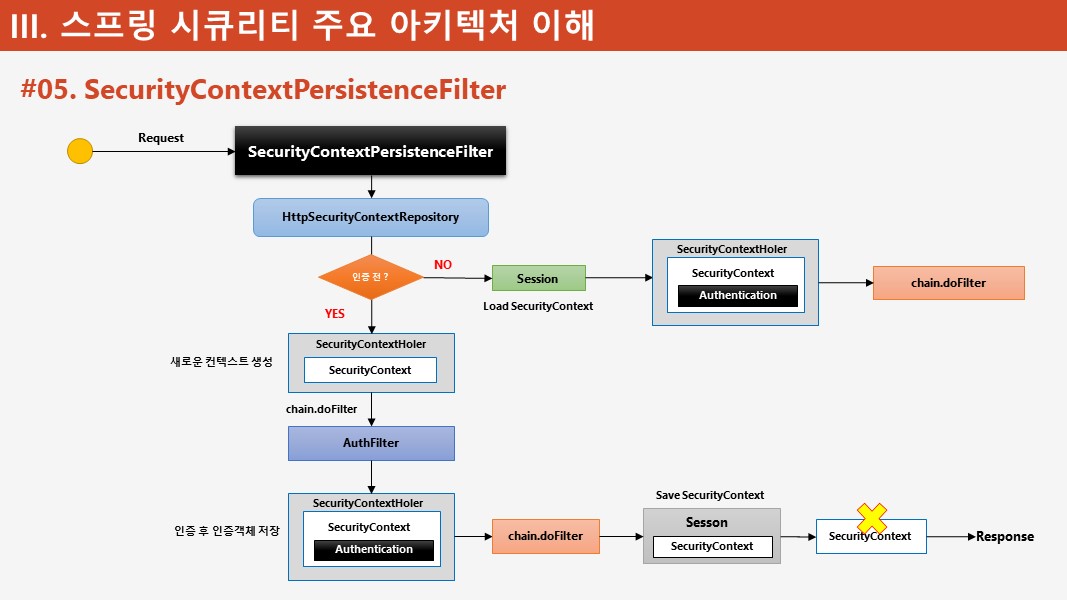 III. 스프링 시큐리티 주요 아키텍처 이해
#05. SecurityContextPersistenceFilter
Request
SecurityContextPersistenceFilter
HttpSecurityContextRepository
인증 전 ?
NO
Session
Load SecurityContext
SecurityContextHoler
SecurityContext
Authentication
chain.doFilter
YES
새로운 컨텍스트 생성
SecurityContextHoler
SecurityContext
chain.doFilter
AuthFilter
인증 후 인증객체 저장
SecurityContextHoler
SecurityContext
Authentication
chain.doFilter
Save SecurityContext
Sesson
SecurityContext
SecurityContext
Response